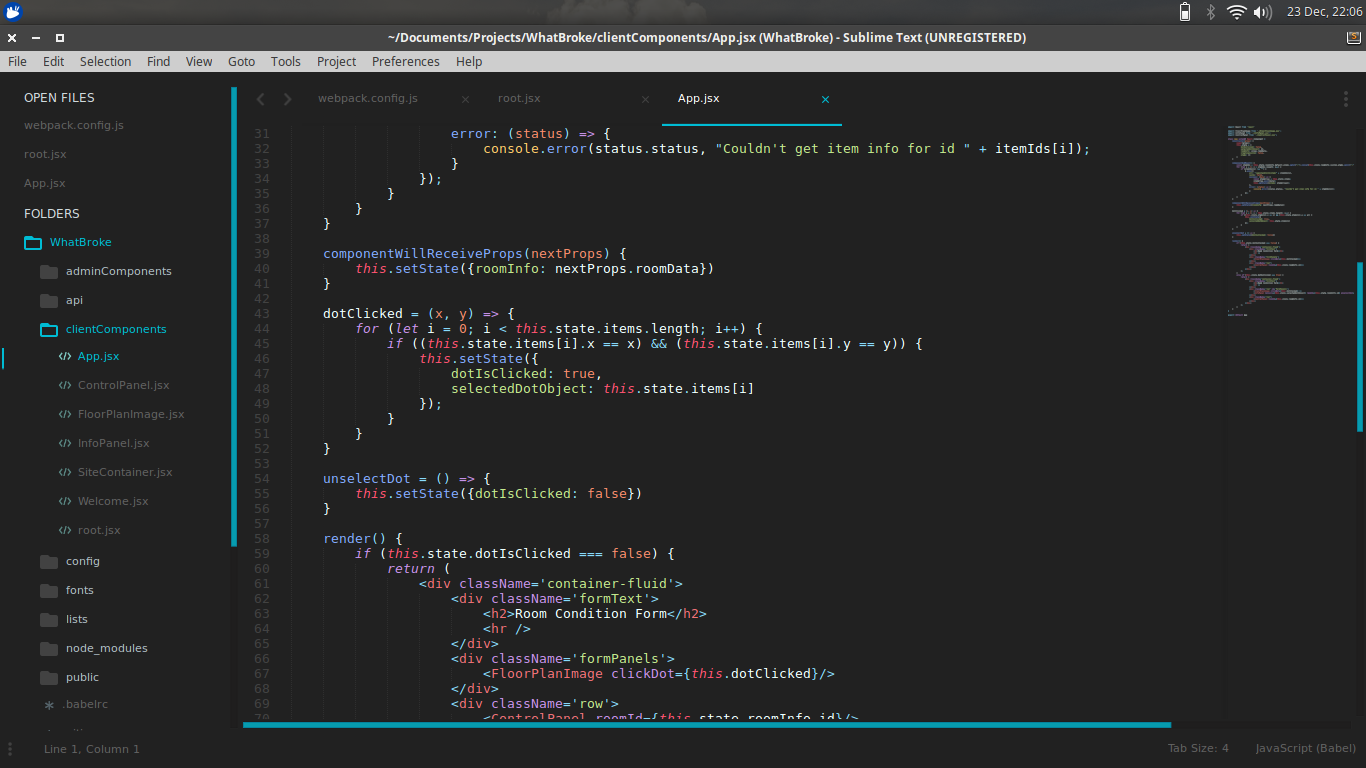 23 Dec, 22:06
~/Documents/Projects/WhatBroke/clientComponents/App.jsx (WhatBroke) - Sublime Text (UNREGISTERED)
File Edit Selection Find View Goto Tools Project Preferences Help
OPEN FILES
webpack.config.js
root.jsx
App.jsx
FOLDERS
WhatBroke
adminComponents
api
clientComponents
App.jsx
ControlPanel.jsx
FloorPlanImage.jsx
InfoPanel.jsx
SiteContainer.jsx
Welcome.jsx
root.jsx
config
fonts
lists
node_modules
public
.babelrc
webpack.config.js × root.jsx × App.jsx ×
31 error: (status) => {
32 console.error(status.status, "Couldn't get item info for id " + itemIds[i]);
33 }
34 });
35 }
36 }
37 }
38
39 componentWillReceiveProps(nextProps) {
40 this.setState({roomInfo: nextProps.roomData})
41 }
42
43 dotClicked = (x, y) => {
44 for (let i = 0; i < this.state.items.length; i++) {
45 if ((this.state.items[i].x == x) && (this.state.items[i].y == y)) {
46 this.setState({
47 dotIsClicked: true,
48 selectedDotObject: this.state.items[i]
49 });
50 }
51 }
52 }
53
54 unselectDot = () => {
55 this.setState({dotIsClicked: false})
56 }
57
58 render() {
59 if (this.state.dotIsClicked === false) {
60 return (
61 <div className='container-fluid'>
62 <div className='formText'>
63 <h2>Room Condition Form</h2>
64 <hr />
65 </div>
66 <div className='formPanels'>
67 <FloorPlanImage clickDot={this.dotClicked}/>
68 </div>
69 <div className='row'>
70 <ControlPanel roomId={this.state.roomInfo.id}/>
Line 1, Column 1
Tab Size: 4 JavaScript (Babel)